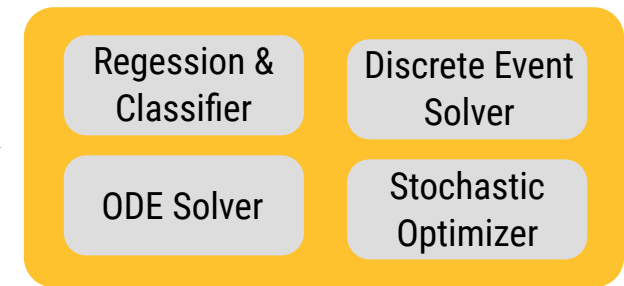 Regession &
Classifier
Discrete Event
Solver
ODE Solver
Stochastic
Optimizer